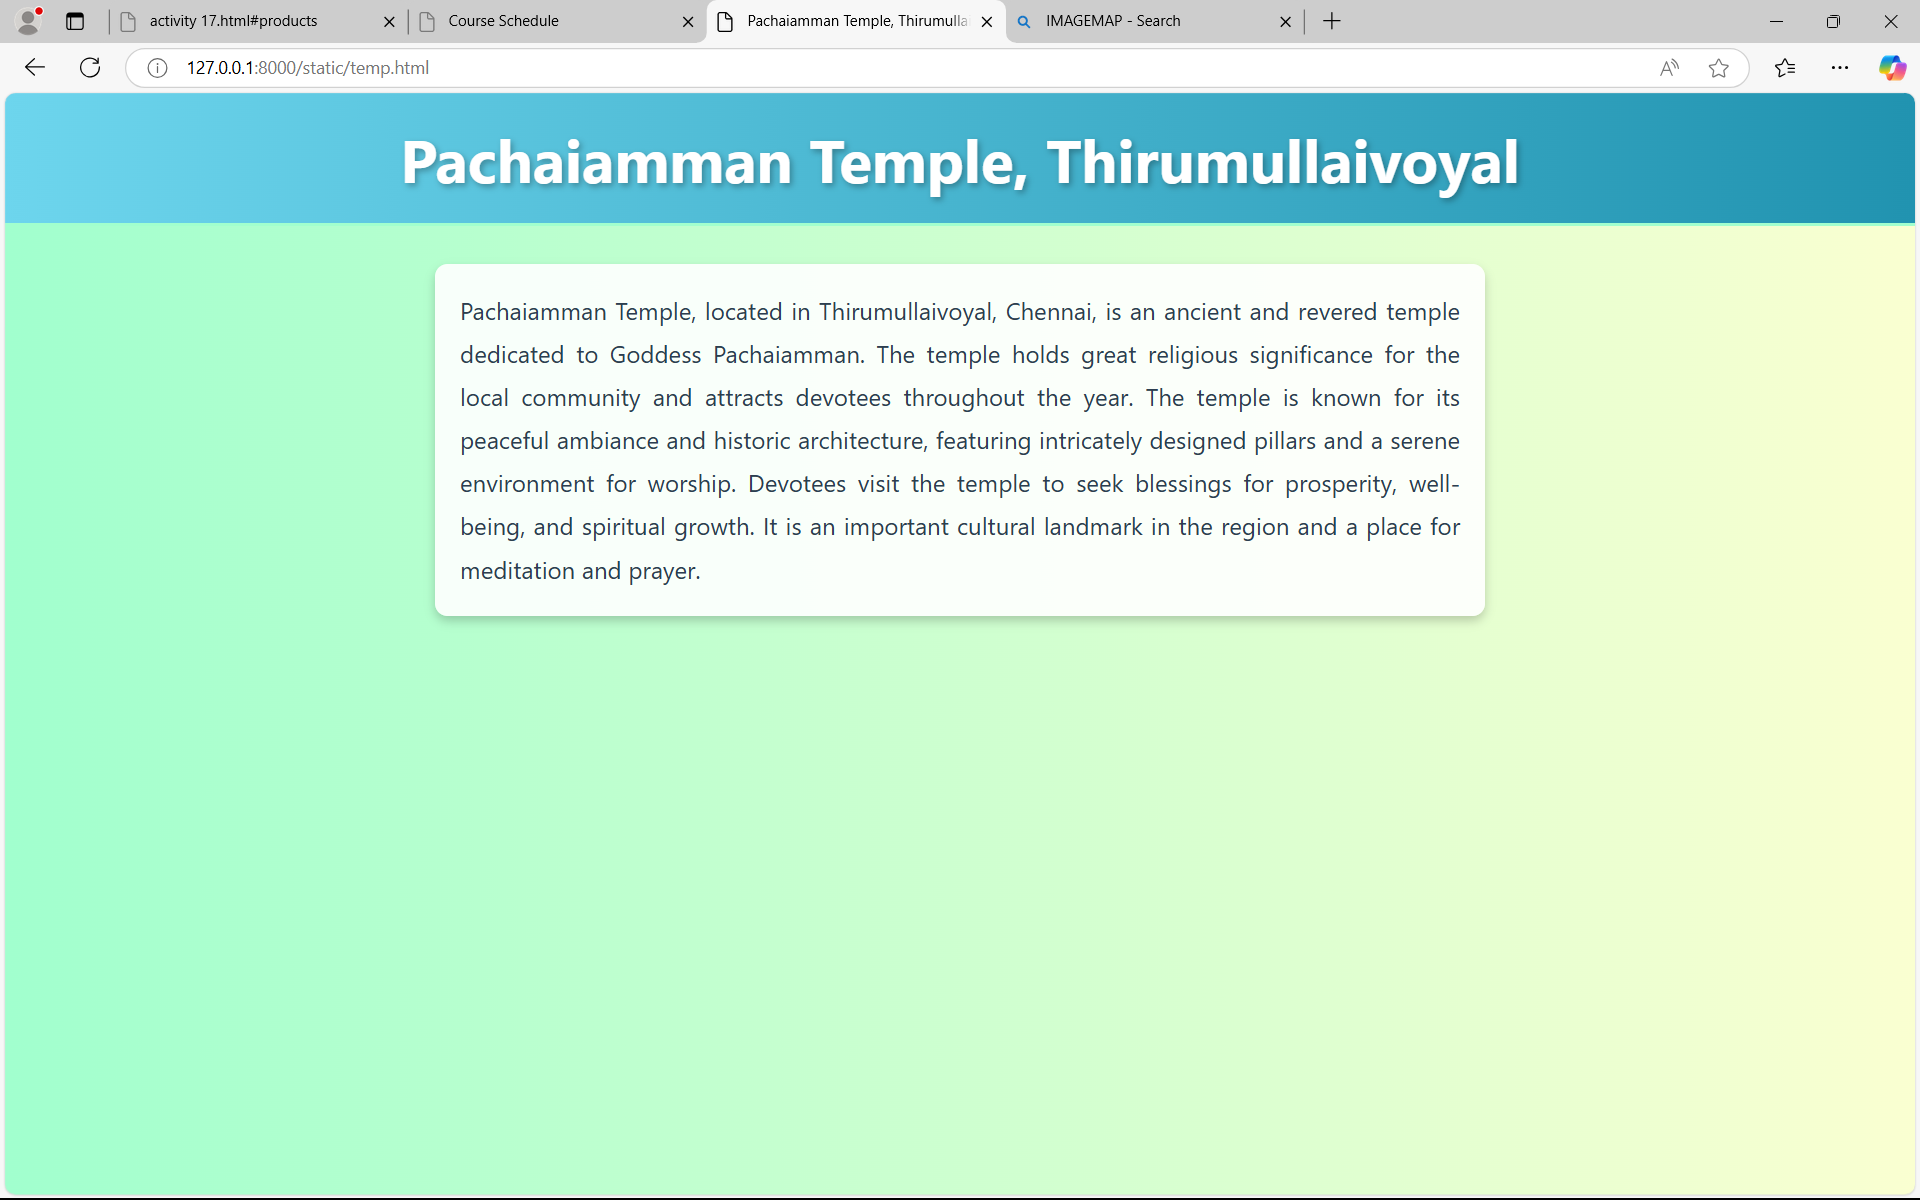 activity 17.html#products
Course Schedule
Pachaiamman Temple, Thirumulla
IMAGEMAP - Search
127.0.0.1:8000/static/temp.html
Pachaiamman Temple, Thirumullaivoyal
Pachaiamman Temple, located in Thirumullaivoyal, Chennai, is an ancient and revered temple
dedicated to Goddess Pachaiamman. The temple holds great religious significance for the
local community and attracts devotees throughout the year. The temple is known for its
peaceful ambiance and historic architecture, featuring intricately designed pillars and a serene
environment for worship. Devotees visit the temple to seek blessings for prosperity, well-
being, and spiritual growth. It is an important cultural landmark in the region and a place for
meditation and prayer.